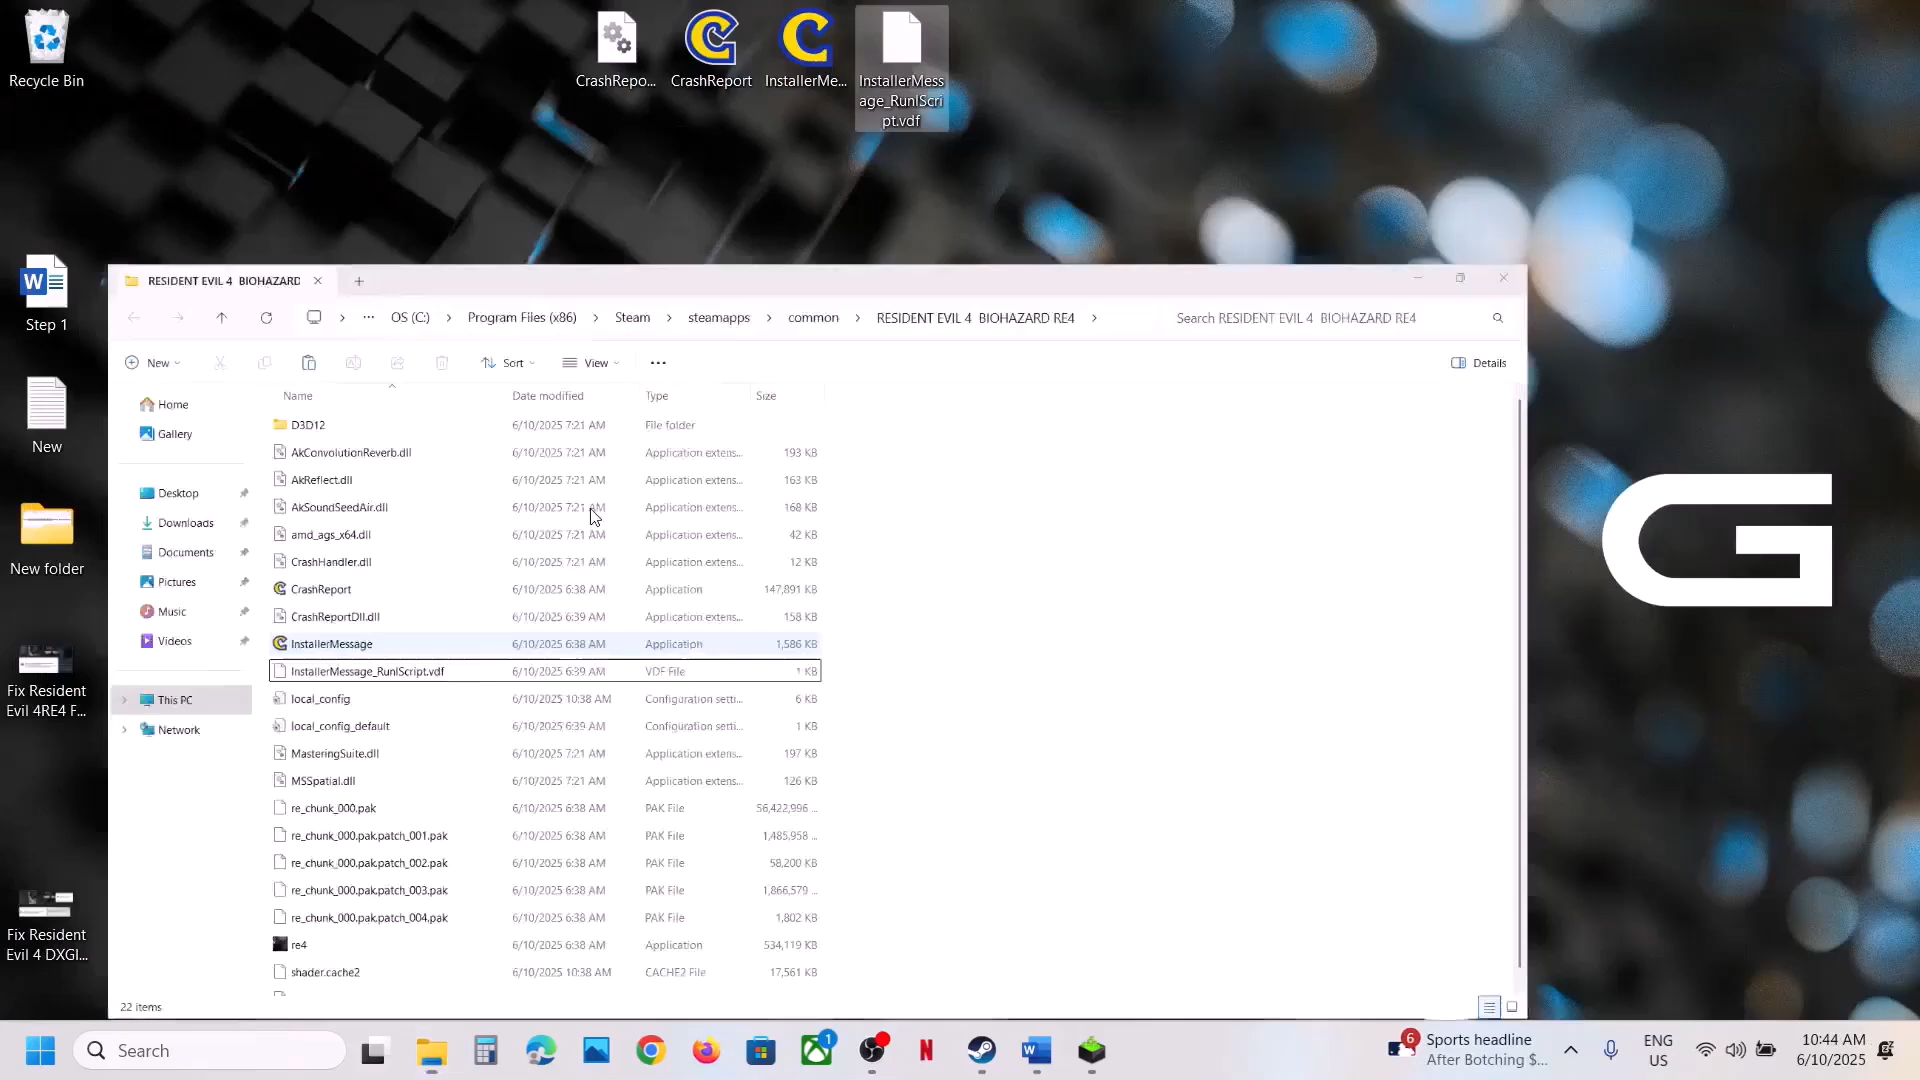 Recycle Bin
CrashRepo...
CrashReport
InstallerMe...
InstallerMess
age_RunIScri
pt.vdf
Step 1
New
New folder
Fix Resident
Evil 4RE4 F...
Fix Resident
Evil 4 DXGI...
RESIDENT EVIL 4 BIOHAZARD
OS (C:) Program Files (x86) Steam steamapps common RESIDENT EVIL 4 BIOHAZARD RE4
Search RESIDENT EVIL 4 BIOHAZARD RE4
New Sort View Details
Home
Gallery
Desktop
Downloads
Documents
Pictures
Music
Videos
This PC
Network
Name Date modified Type Size
D3D12 6/10/2025 7:21 AM File folder
AkConvolutionReverb.dll 6/10/2025 7:21 AM Application extens... 193 KB
AkReflect.dll 6/10/2025 7:21 AM Application extens... 163 KB
AkSoundSeedAir.dll 6/10/2025 7:21 AM Application extens... 168 KB
amd_ags_x64.dll 6/10/2025 7:21 AM Application extens... 42 KB
CrashHandler.dll 6/10/2025 7:21 AM Application extens... 12 KB
CrashReport 6/10/2025 6:38 AM Application 147,891 KB
CrashReportDll.dll 6/10/2025 6:39 AM Application extens... 158 KB
InstallerMessage 6/10/2025 6:38 AM Application 1,586 KB
InstallerMessage_RunIScript.vdf 6/10/2025 6:39 AM VDF File 1 KB
local_config 6/10/2025 10:38 AM Configuration setti... 6 KB
local_config_default 6/10/2025 6:39 AM Configuration setti... 1 KB
MasteringSuite.dll 6/10/2025 7:21 AM Application extens... 197 KB
MSSpatial.dll 6/10/2025 7:21 AM Application extens... 126 KB
re_chunk_000.pak 6/10/2025 6:38 AM PAK File 56,422,996 ...
re_chunk_000.pak.patch_001.pak 6/10/2025 6:38 AM PAK File 1,485,958 ...
re_chunk_000.pak.patch_002.pak 6/10/2025 6:38 AM PAK File 58,200 KB
re_chunk_000.pak.patch_003.pak 6/10/2025 6:38 AM PAK File 1,866,579 ...
re_chunk_000.pak.patch_004.pak 6/10/2025 6:38 AM PAK File 1,802 KB
re4 6/10/2025 6:38 AM Application 534,119 KB
shader.cache2 6/10/2025 10:38 AM CACHE2 File 17,561 KB
22 items
Search
1
6
Sports headline
After Botching $...
ENG
US
10:44 AM
6/10/2025